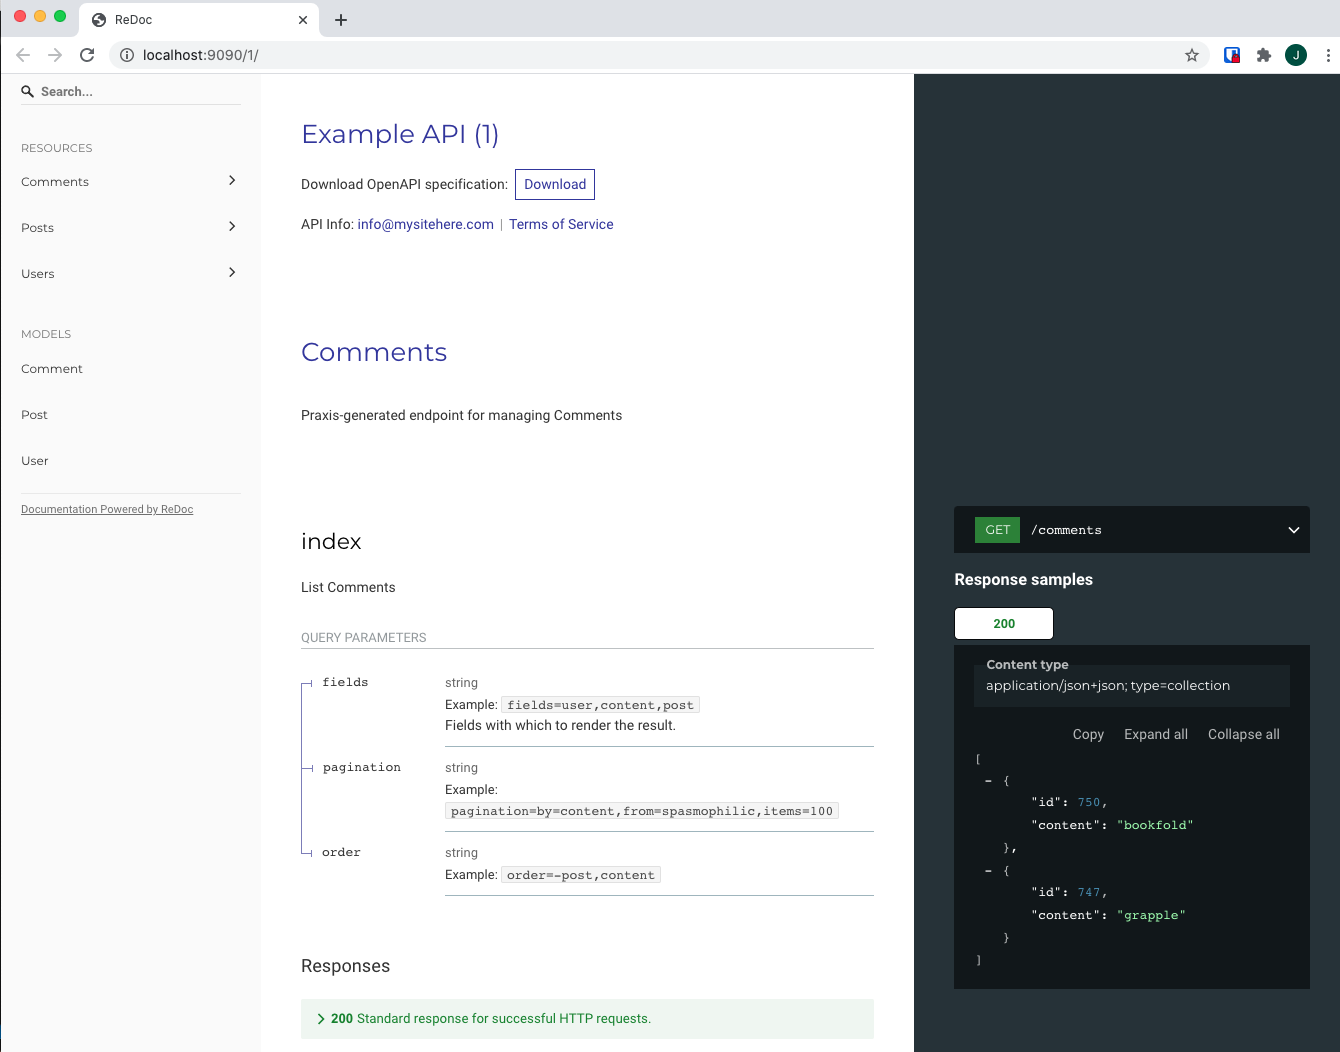 ReDoc
localhost:9090/1/
J
Search...
RESOURCES
Comments
Posts
Users
MODELS
Comment
Post
User
Documentation Powered by ReDoc
Example API (1)
Download OpenAPI specification: Download
API Info: info@mysitehere.com | Terms of Service
Comments
Praxis-generated endpoint for managing Comments
index
List Comments
QUERY PARAMETERS
fields string
Example: fields=user,content,post
Fields with which to render the result.
pagination string
Example:
pagination=by=content,from=spasmophilic,items=100
order string
Example: order=-post,content
Responses
200 Standard response for successful HTTP requests.
GET /comments
Response samples
200
Content type
application/json+json; type=collection
Copy Expand all Collapse all
[
- {
"id": 750,
"content": "bookfold"
},
- {
"id": 747,
"content": "grapple"
}
]